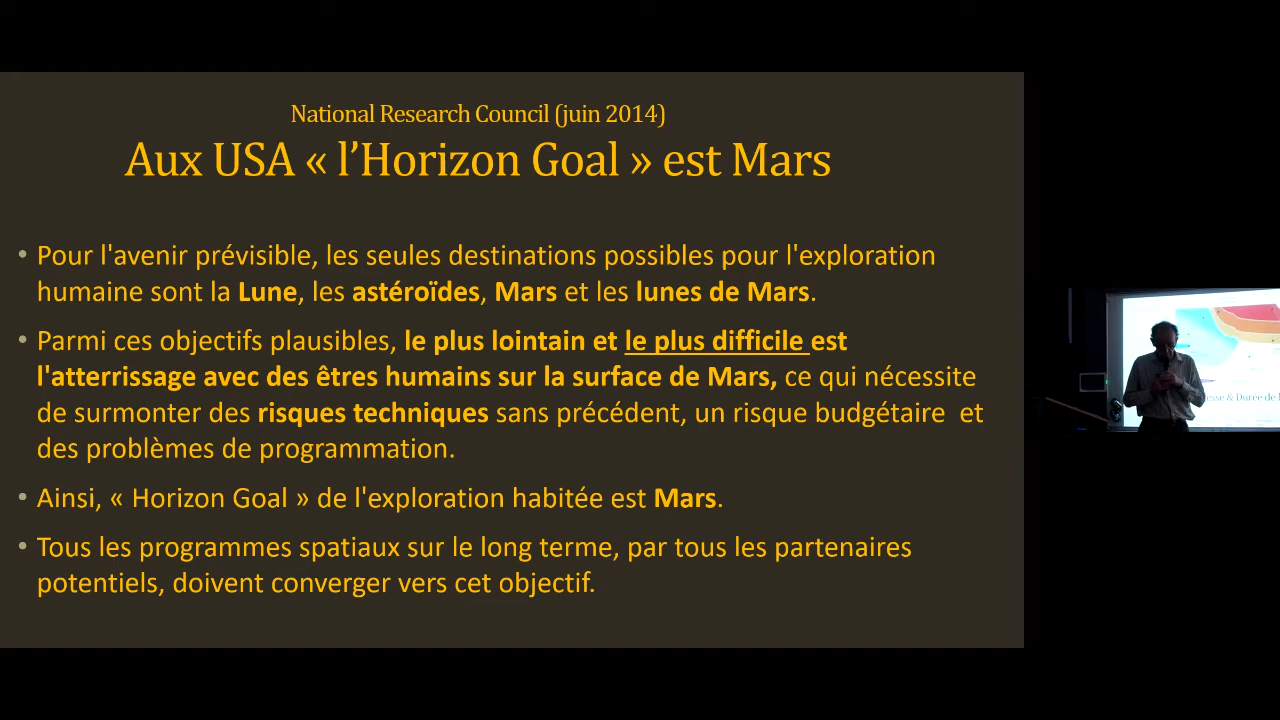 National Research Council (juin 2014)
Aux USA « l’Horizon Goal » est Mars
• Pour l'avenir prévisible, les seules destinations possibles pour l'exploration
humaine sont la Lune, les astéroïdes, Mars et les lunes de Mars.
• Parmi ces objectifs plausibles, le plus lointain et le plus difficile est
l'atterrissage avec des êtres humains sur la surface de Mars, ce qui nécessite
de surmonter des risques techniques sans précédent, un risque budgétaire et
des problèmes de programmation.
• Ainsi, « Horizon Goal » de l'exploration habitée est Mars.
• Tous les programmes spatiaux sur le long terme, par tous les partenaires
potentiels, doivent converger vers cet objectif.
& Durée de